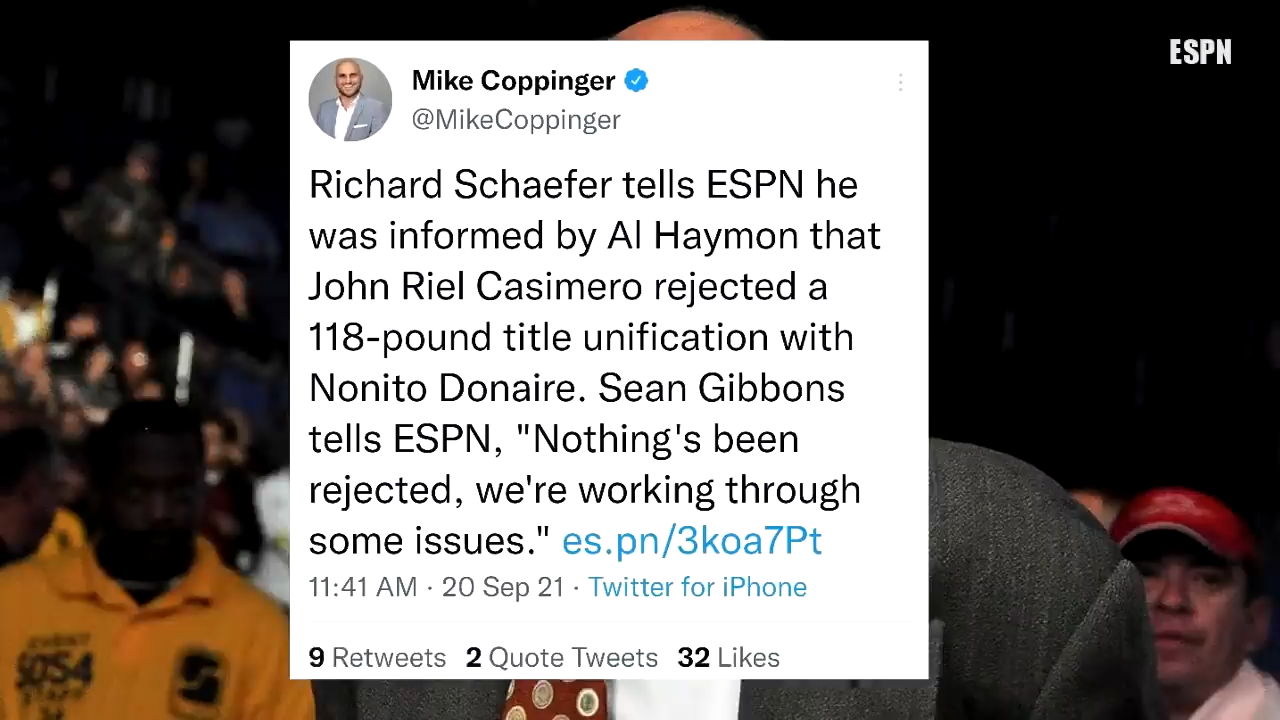 ESPN
Mike Coppinger
@MikeCoppinger
Richard Schaefer tells ESPN he
was informed by Al Haymon that
John Riel Casimero rejected a
118-pound title unification with
Nonito Donaire. Sean Gibbons
tells ESPN, "Nothing's been
rejected, we're working through
some issues." es.pn/3koa7Pt
11:41 AM · 20 Sep 21 · Twitter for iPhone
9 Retweets 2 Quote Tweets 32 Likes
EVENT
STAFF